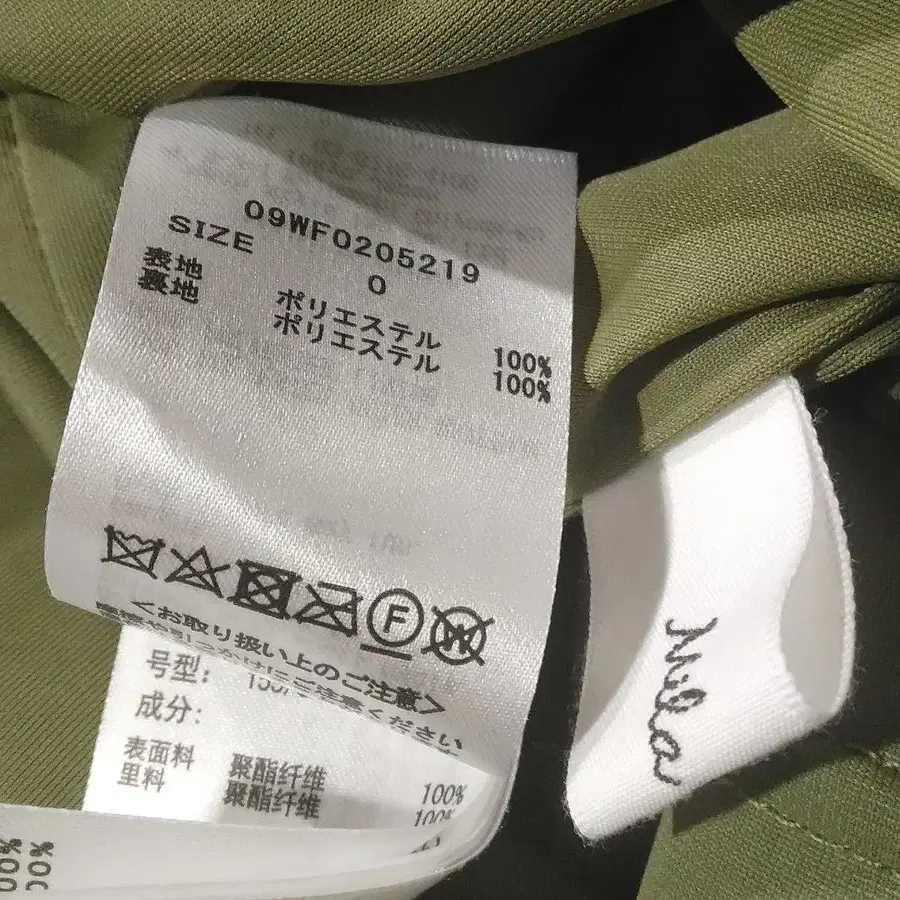 09WF0205219
SIZE 0
表地 ポリエステル 100%
裏地 ポリエステル 100%
F
W
<お取り扱い上のご注意>
号型:
成分:
表面料 聚酯纤维 100%
里料 聚酯纤维 100%
Milla